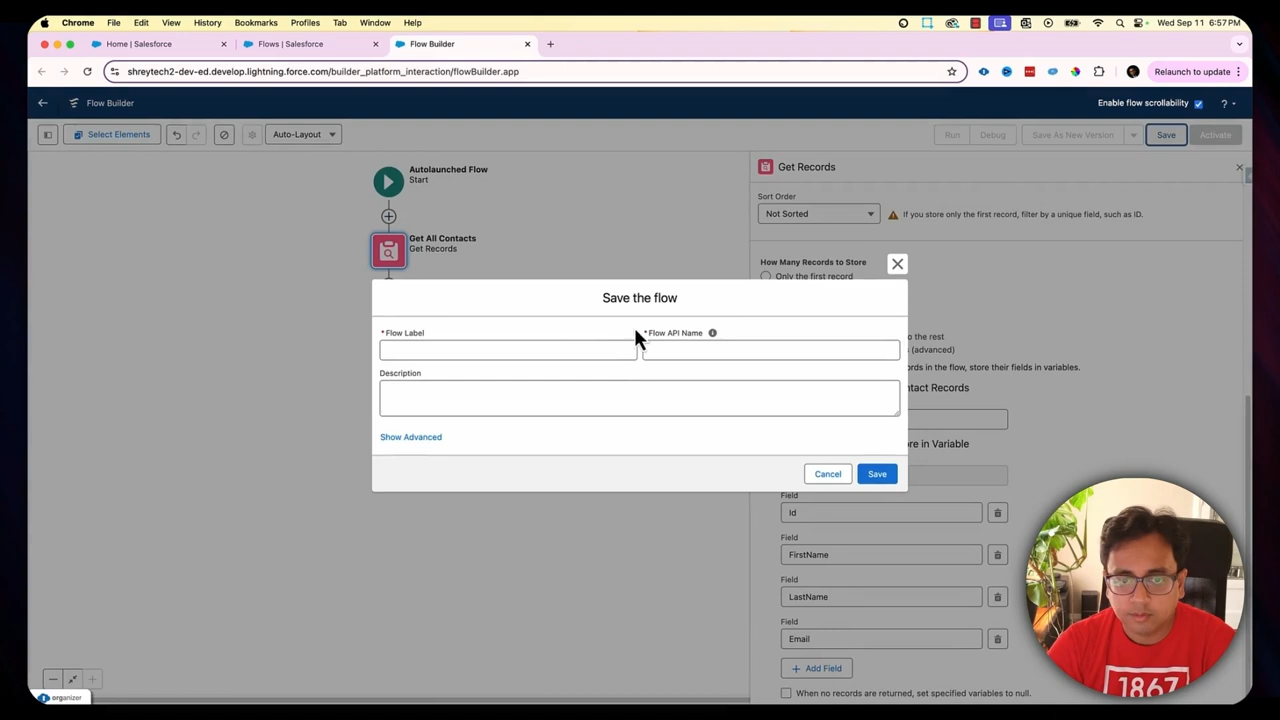 Chrome File Edit View History Bookmarks Profiles Tab Window Help Wed Sep 11 6:57 PM
Home | Salesforce Flows | Salesforce Flow Builder
shreytech2-dev-ed.develop.lightning.force.com/builder_platform_interaction/flowBuilder.app Relaunch to update
Flow Builder Enable flow scrollability ?
Select Elements Auto-Layout Run Debug Save As New Version Save Activate
Autolaunched Flow
Start
Get All Contacts
Get Records
Get Records
Sort Order
Not Sorted If you store only the first record, filter by a unique field, such as ID.
How Many Records to Store
Only the first record
Save the flow
* Flow Label * Flow API Name
Description
Show Advanced
Cancel Save
o the rest
(advanced)
ords in the flow, store their fields in variables.
ntact Records
ore in Variable
Field
Id
Field
FirstName
Field
LastName
Field
Email
+ Add Field
When no records are returned, set specified variables to null.
organizer
1867